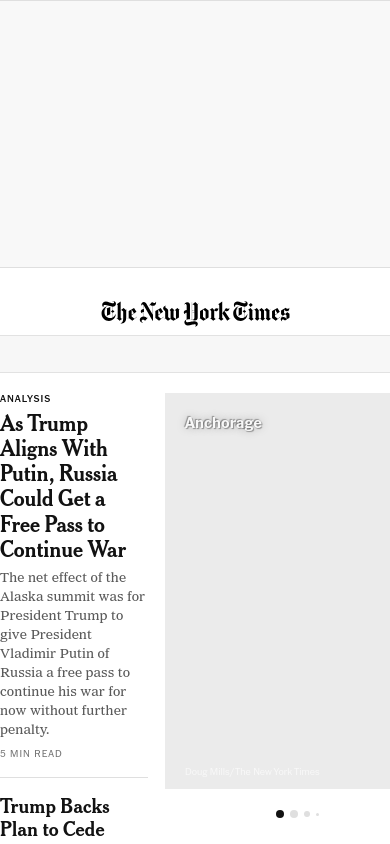 The New York Times
ANALYSIS
As Trump
Aligns With
Putin, Russia
Could Get a
Free Pass to
Continue War
The net effect of the
Alaska summit was for
President Trump to
give President
Vladimir Putin of
Russia a free pass to
continue his war for
now without further
penalty.
5 MIN READ
Trump Backs
Plan to Cede
Anchorage
Doug Mills/The New York Times